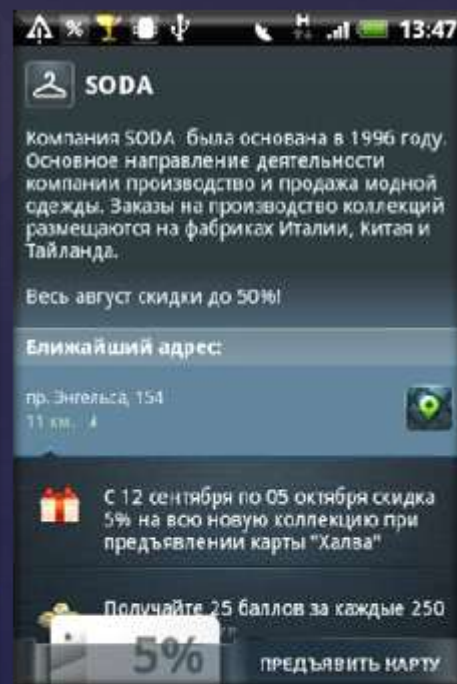 13:47
SODA
Компания SODA была основана в 1996 году.
Основное направление деятельности
компании производство и продажа модной
одежды. Заказы на производство коллекций
размещаются на фабриках Италии, Китая и
Тайланда.
Весь август скидки до 50%!
Ближайший адрес:
пр. Энгельса, 154
11 км.
С 12 сентября по 05 октября скидка
5% на всю новую коллекцию при
предъявлении карты "Халва"
Получайте 25 баллов за каждые 250
5%
ПРЕДЪЯВИТЬ КАРТУ